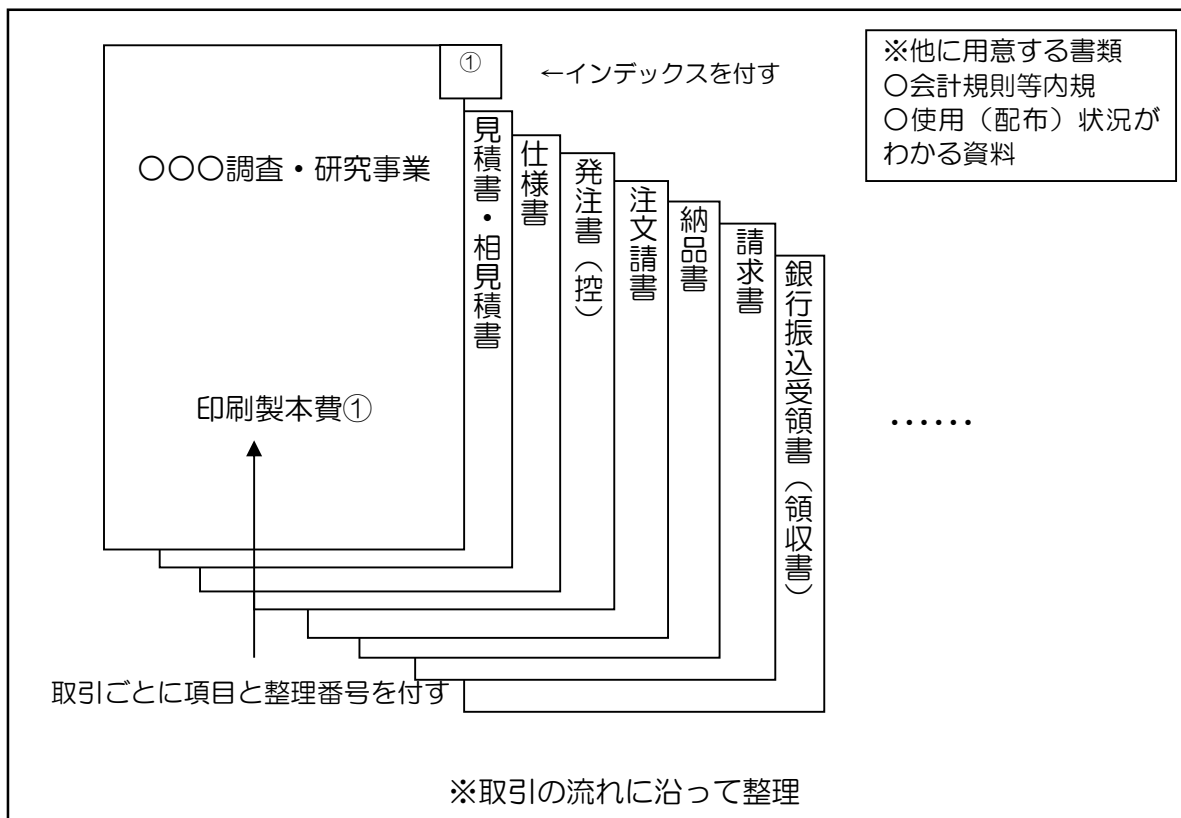 ①
←インデックスを付す
※他に用意する書類
〇会計規則等内規
〇使用（配布）状況が
わかる資料
〇〇〇調査・研究事業
印刷製本費①
見積書・相見積書
仕様書
発注書（控）
注文請書
納品書
請求書
銀行振込受領書（領収書）
‥‥‥
取引ごとに項目と整理番号を付す
※取引の流れに沿って整理